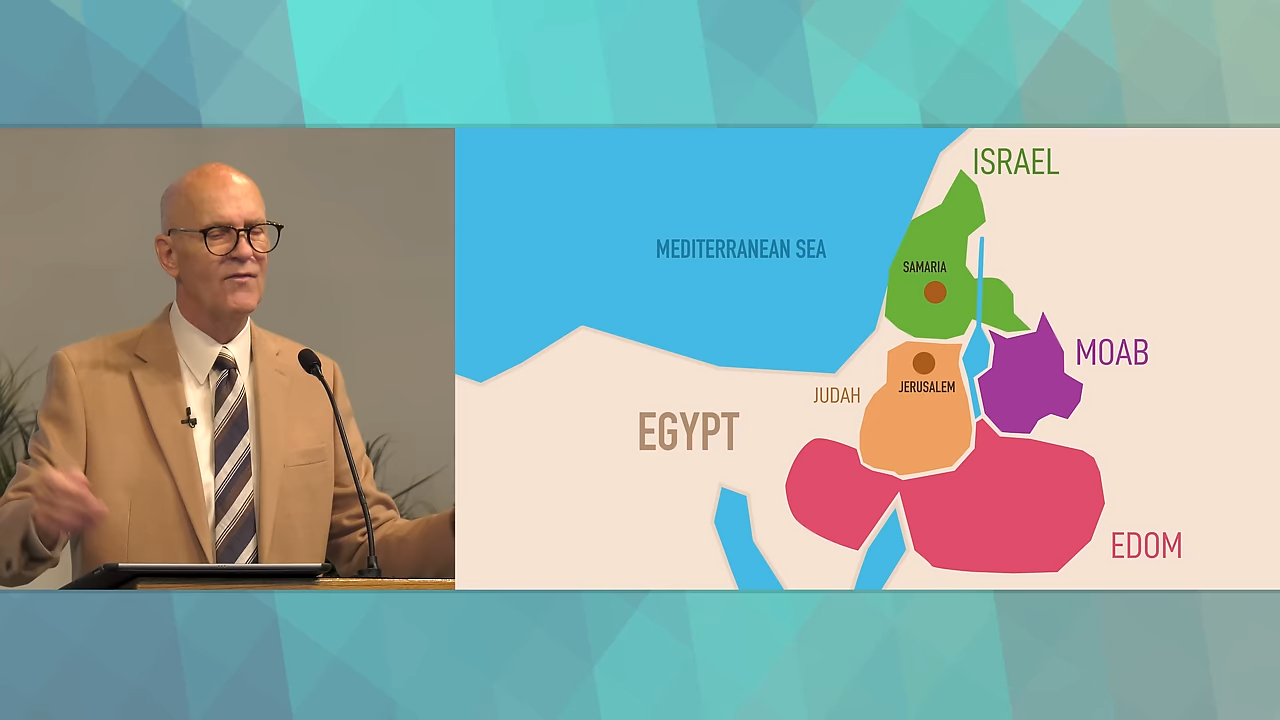 ISRAEL
MEDITERRANEAN SEA
SAMARIA
MOAB
JERUSALEM
JUDAH
EGYPT
EDOM